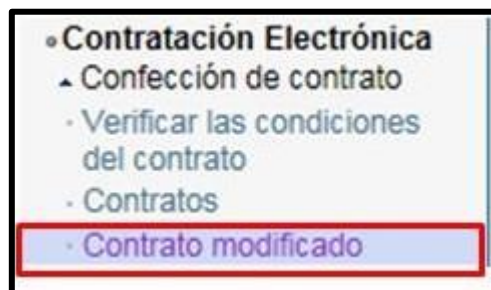 Contratación Electrónica
Confección de contrato
Verificar las condiciones
del contrato
Contratos
Contrato modificado